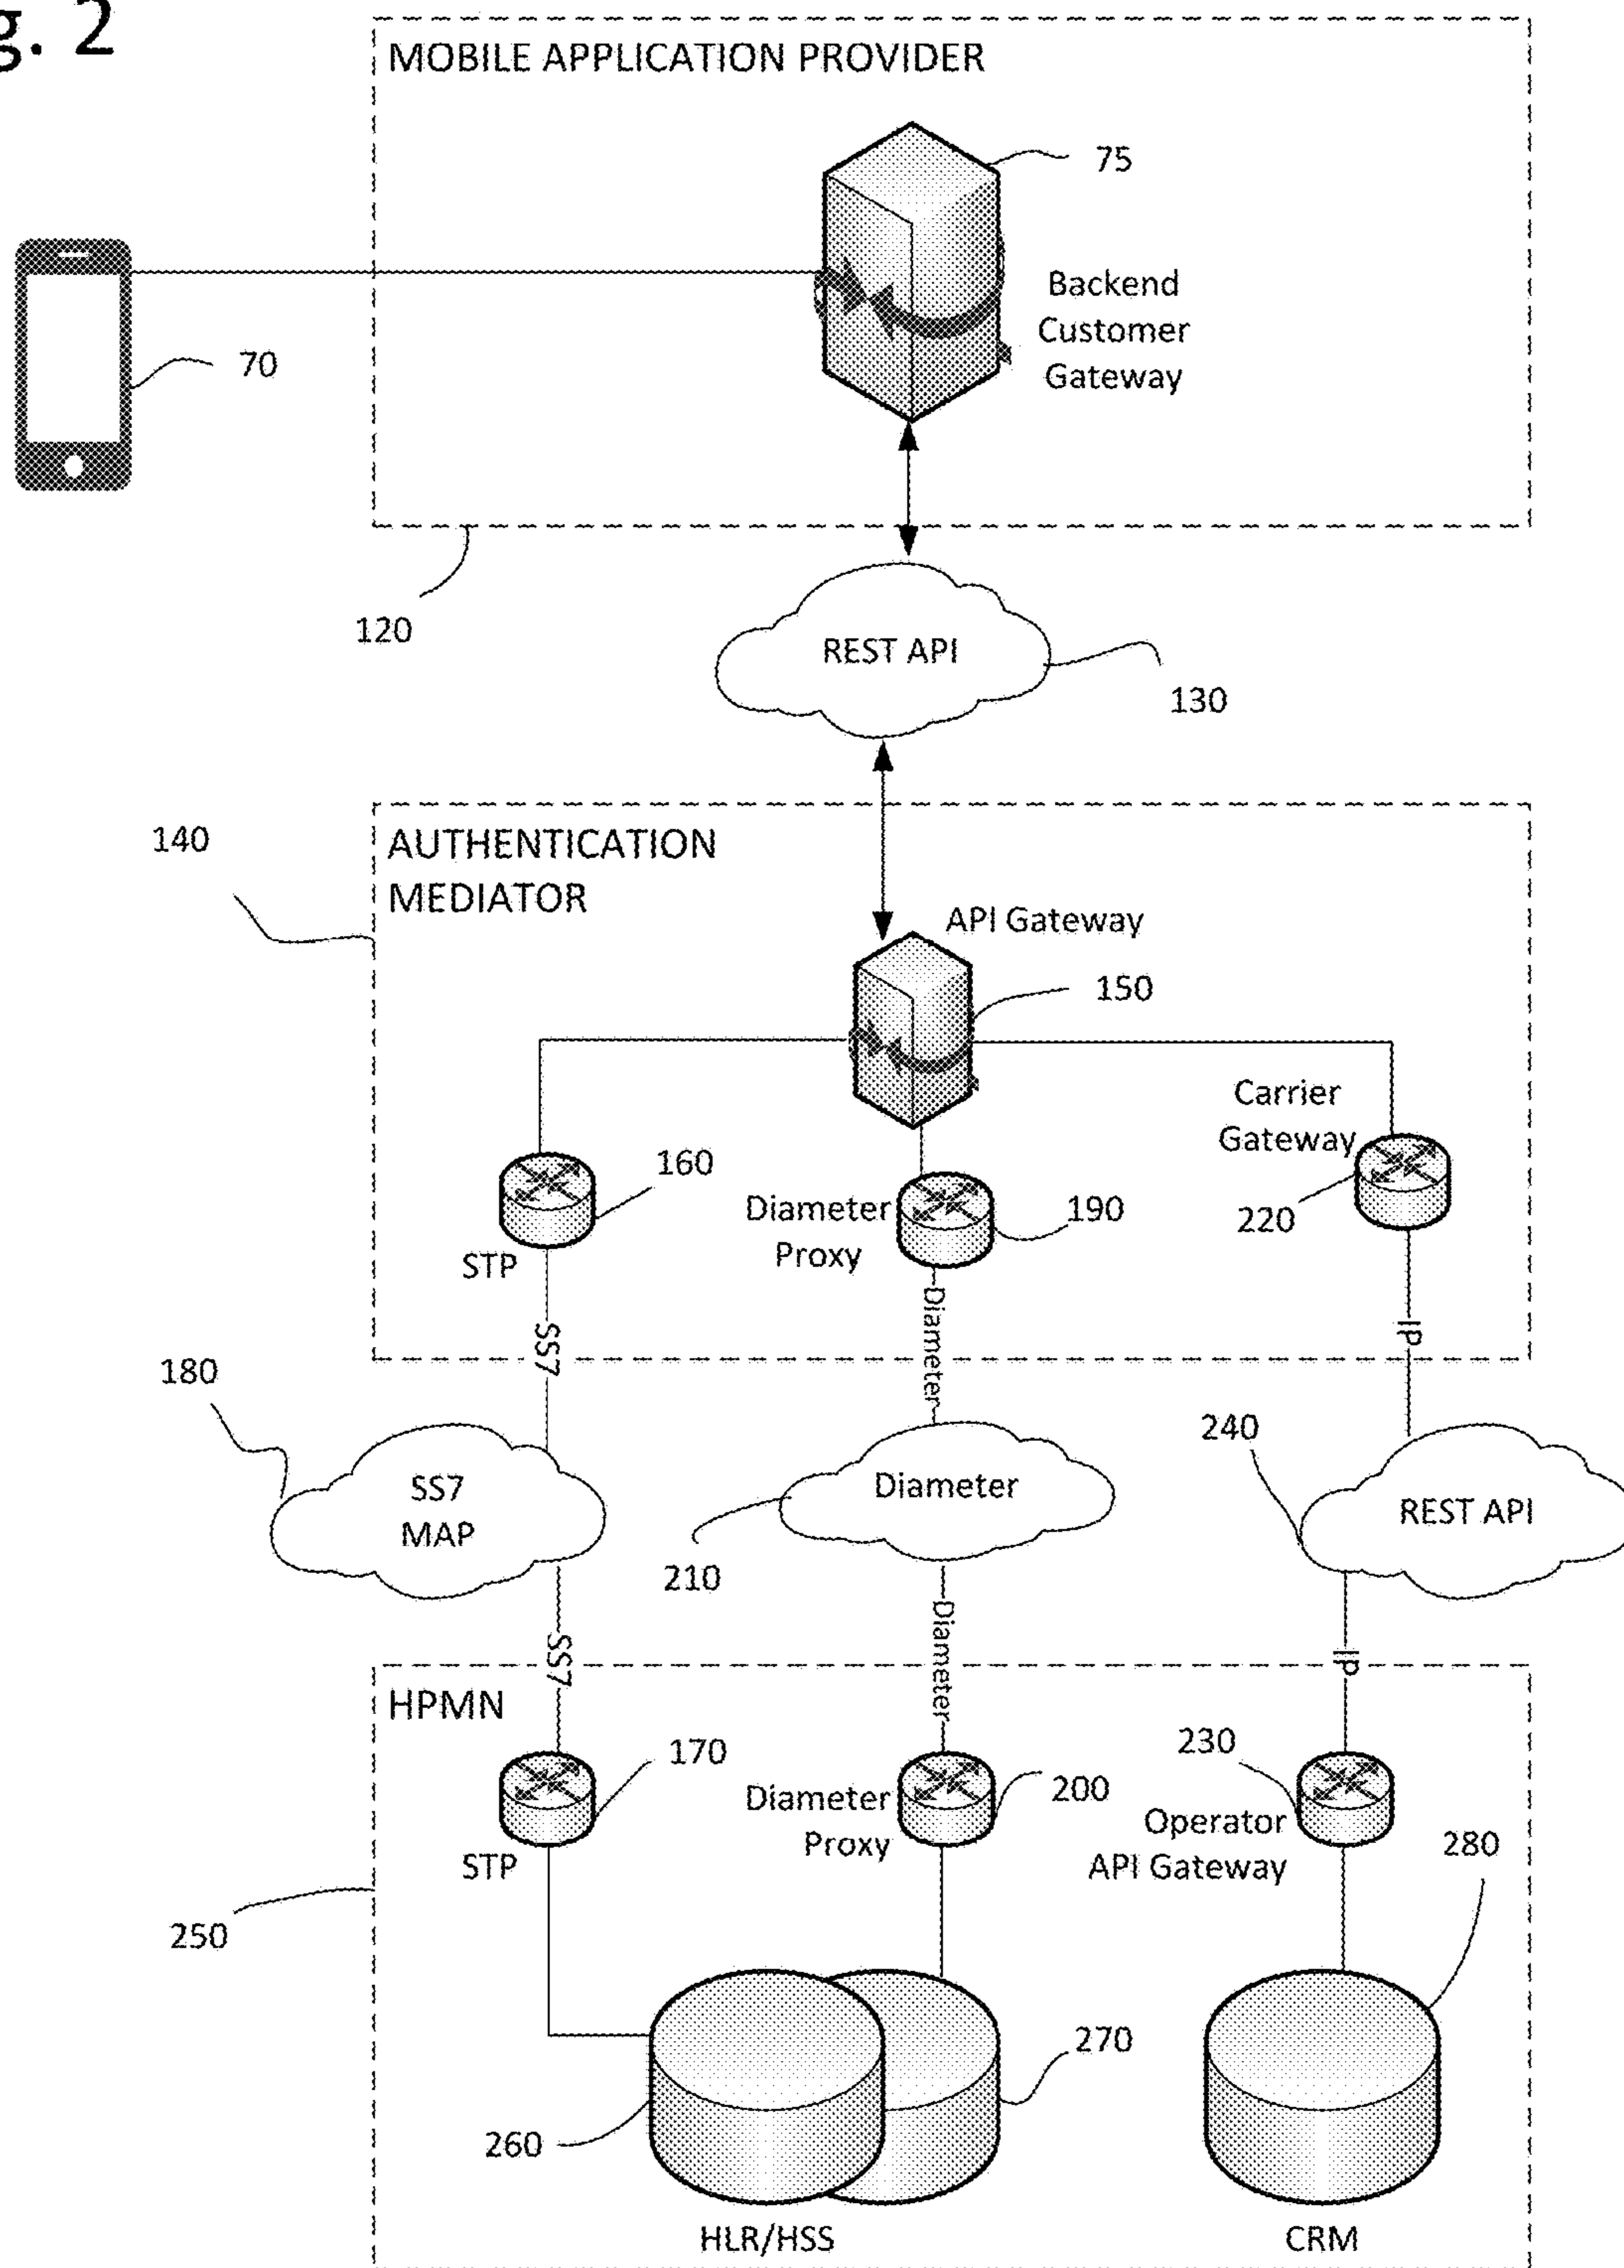 g. 2
MOBILE APPLICATION PROVIDER
75
Backend
Customer
Gateway
70
120
REST API
130
140
AUTHENTICATION
MEDIATOR
API Gateway
150
Carrier
Gateway
160
Diameter
Proxy
190
220
STP
SS7
Diameter
IP
180
SS7
MAP
Diameter
210
240
REST API
SS7
Diameter
IP
HPMN
170
STP
Diameter
Proxy
200
230
Operator
API Gateway
280
250
260
270
HLR/HSS
CRM